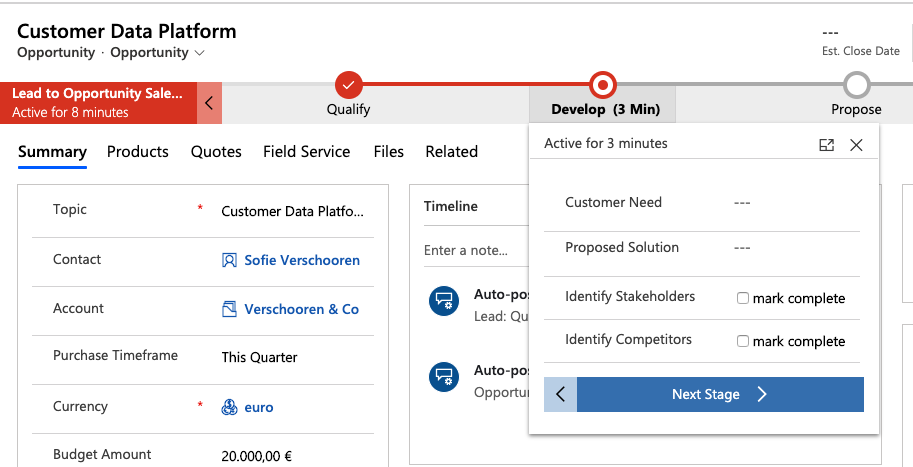 Customer Data Platform
Opportunity · Opportunity
---
Est. Close Date
Lead to Opportunity Sale...
Active for 8 minutes
Qualify
Develop (3 Min)
Propose
Summary Products Quotes Field Service Files Related
Active for 3 minutes
Topic * Customer Data Platfo...
Contact Sofie Verschooren
Account Verschooren & Co
Purchase Timeframe This Quarter
Currency * euro
Budget Amount 20.000,00 €
Timeline
Enter a note...
Auto-po
Lead: Qu
Auto-po
Opportu
Customer Need ---
Proposed Solution ---
Identify Stakeholders mark complete
Identify Competitors mark complete
Next Stage